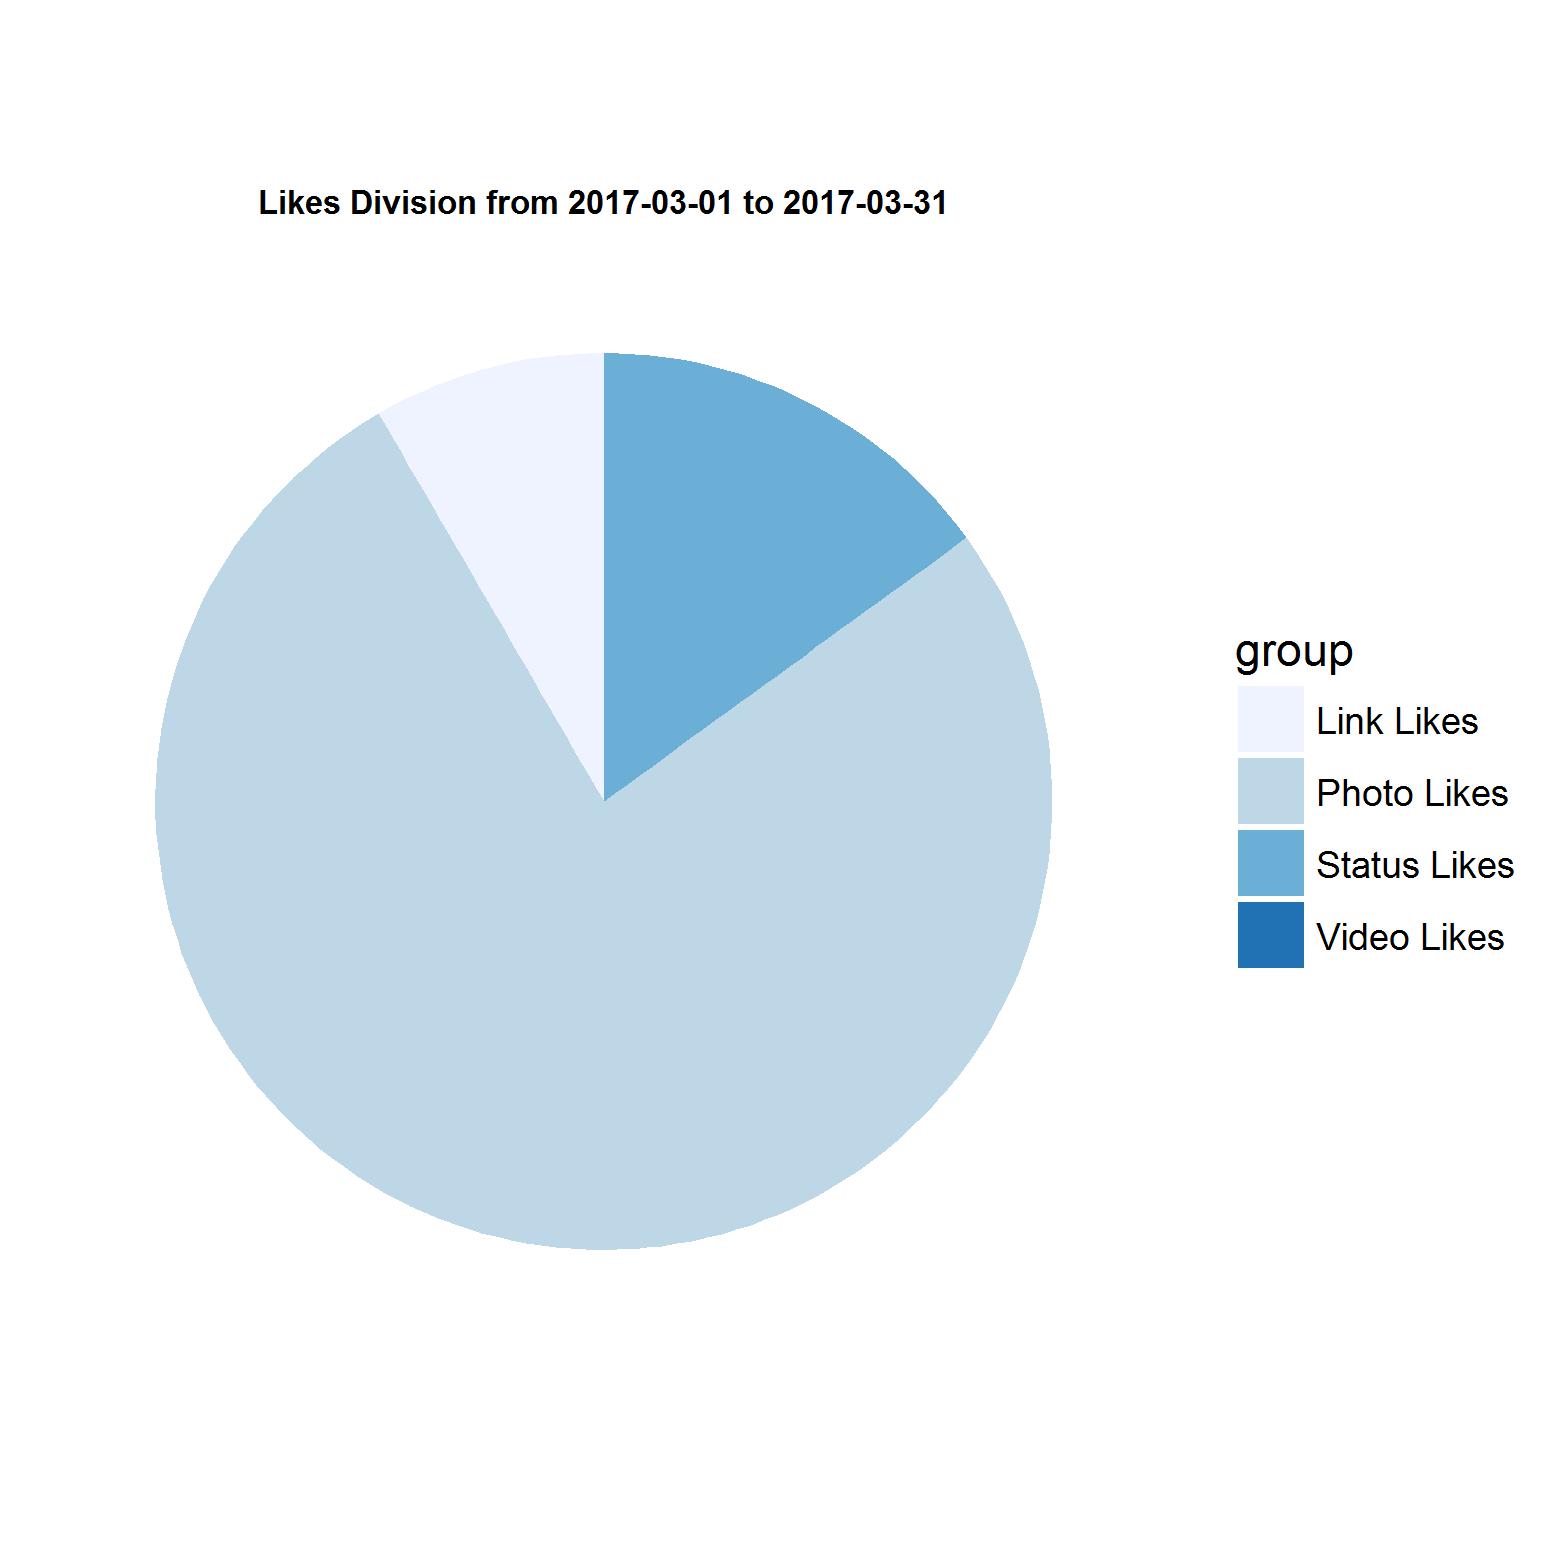 Likes Division from 2017-03-01 to 2017-03-31
group
Link Likes
Photo Likes
Status Likes
Video Likes